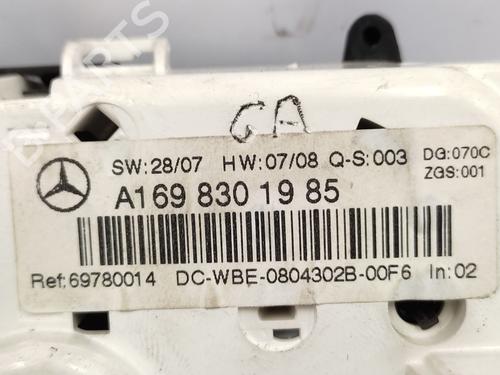 GA
SW:28/07 HW:07/08 Q-S:003 DG:070C
ZGS:001
A169 830 19 85
Ref:69780014 DC-WBE-0804302B-00F6 In:02